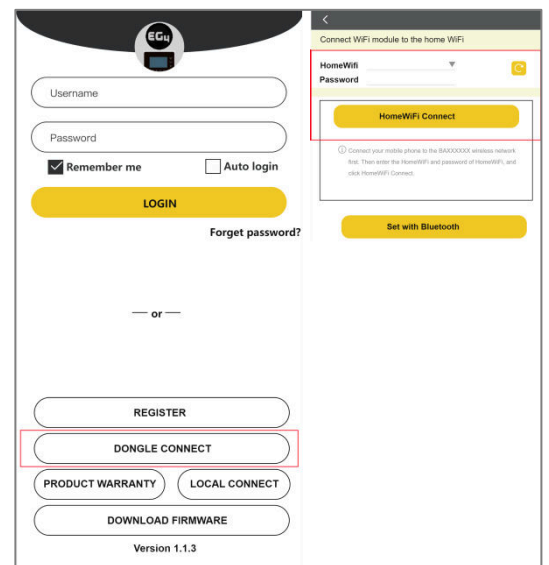 EG4
Username
Password
Remember me
Auto login
LOGIN
Forget password?
or
REGISTER
DONGLE CONNECT
PRODUCT WARRANTY
LOCAL CONNECT
DOWNLOAD FIRMWARE
Version 1.1.3
Connect WiFi module to the home WiFi
HomeWifi
Password
HomeWiFi Connect
Connect your mobile phone to the BAXXXXXX wireless network
first. Then enter the HomeWiFi and password of HomeWiFi, and
click HomeWiFi Connect.
Set with Bluetooth